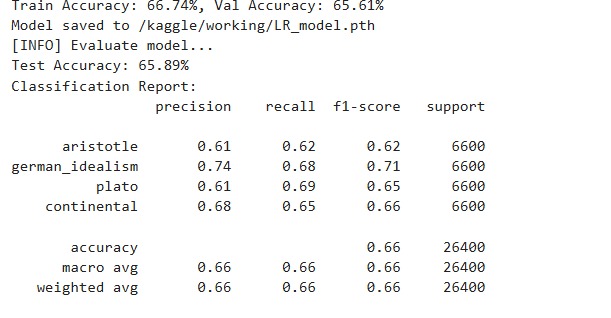 Train Accuracy: 66.74%, Val Accuracy: 65.61%
Model saved to /kaggle/working/LR_model.pth
[INFO] Evaluate model...
Test Accuracy: 65.89%
Classification Report:
precision recall f1-score support
aristotle 0.61 0.62 0.62 6600
german_idealism 0.74 0.68 0.71 6600
plato 0.61 0.69 0.65 6600
continental 0.68 0.65 0.66 6600
accuracy 0.66 26400
macro avg 0.66 0.66 0.66 26400
weighted avg 0.66 0.66 0.66 26400